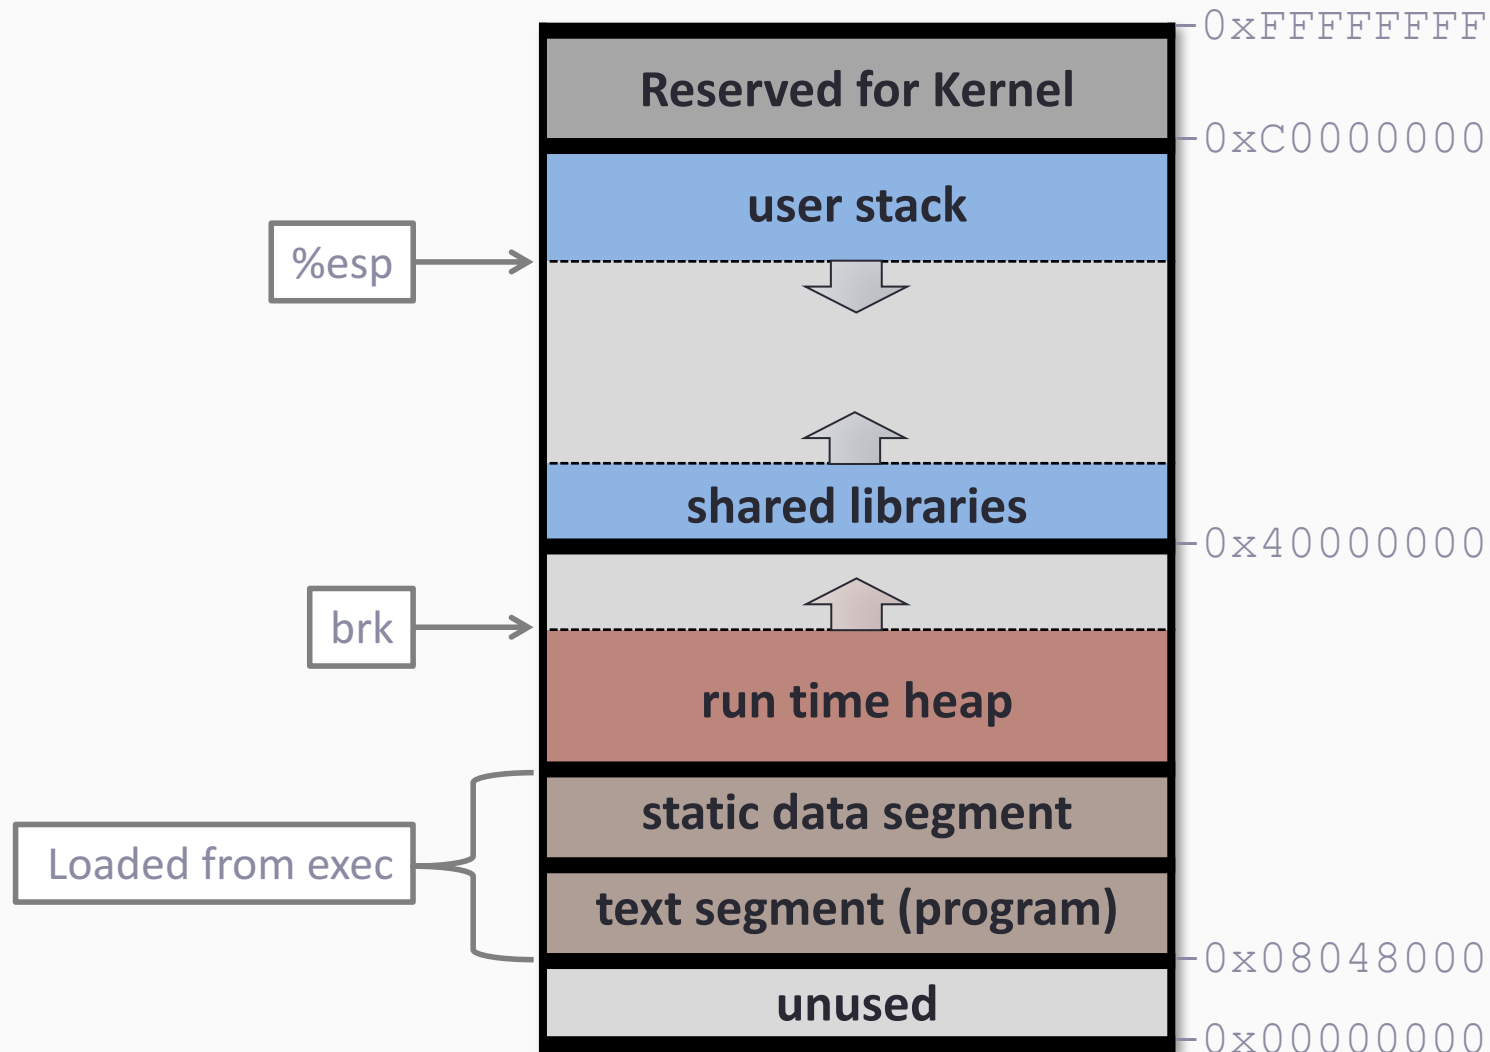 0xFFFFFFFF
Reserved for Kernel
0xC0000000
user stack
%esp
shared libraries
0x40000000
brk
run time heap
static data segment
Loaded from exec
text segment (program)
0x08048000
unused
0x00000000